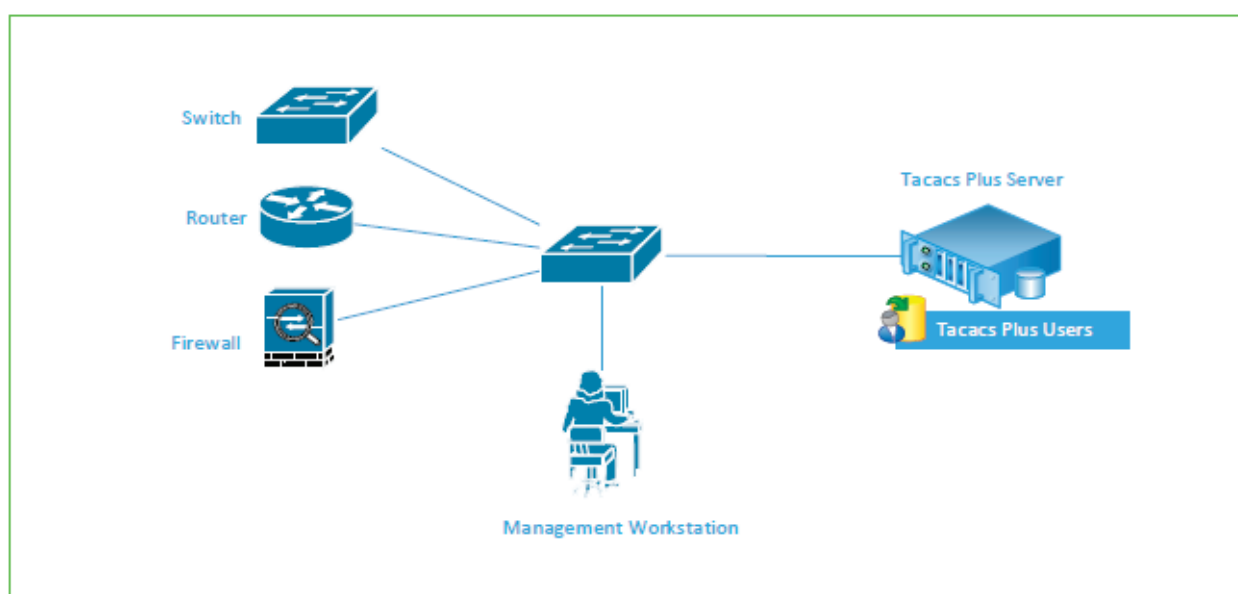 Switch
Tacacs Plus Server
Router
Tacacs Plus Users
Firewall
Management Workstation